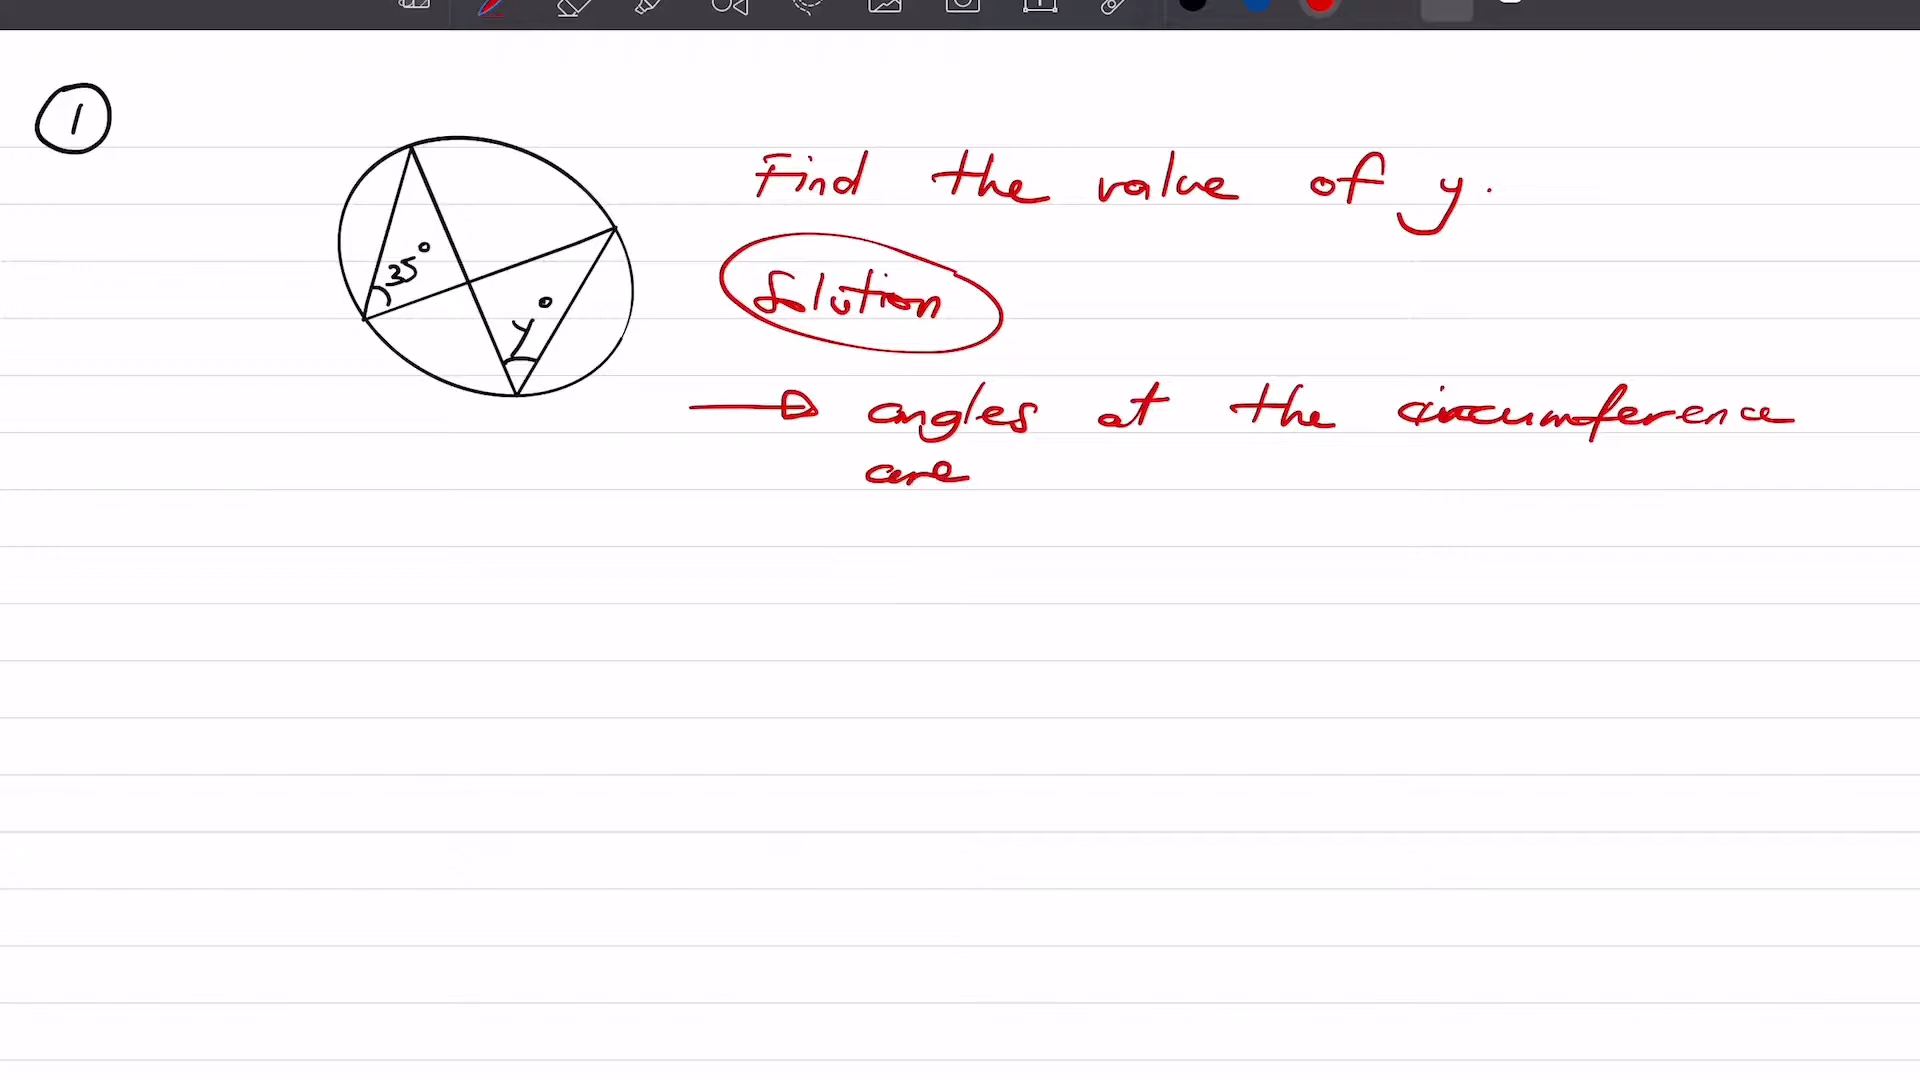 1
Find the value of y.
35°
y°
Solution
angles at the circumference
are